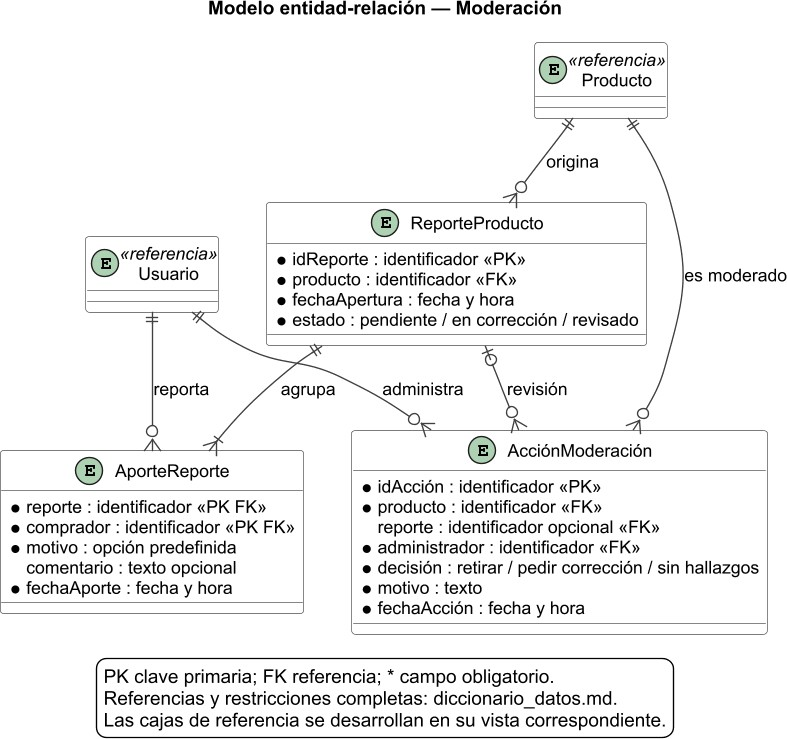 Modelo entidad-relación — Moderación
E «referencia»
Producto
origina
es moderado
E ReporteProducto
● idReporte : identificador «PK»
● producto : identificador «FK»
● fechaApertura : fecha y hora
● estado : pendiente / en corrección / revisado
E «referencia»
Usuario
reporta
agrupa
administra
revisión
E AporteReporte
● reporte : identificador «PK FK»
● comprador : identificador «PK FK»
● motivo : opción predefinida
comentario : texto opcional
● fechaAporte : fecha y hora
E AcciónModeración
● idAcción : identificador «PK»
● producto : identificador «FK»
reporte : identificador opcional «FK»
● administrador : identificador «FK»
● decisión : retirar / pedir corrección / sin hallazgos
● motivo : texto
● fechaAcción : fecha y hora
PK clave primaria; FK referencia; * campo obligatorio.
Referencias y restricciones completas: diccionario_datos.md.
Las cajas de referencia se desarrollan en su vista correspondiente.